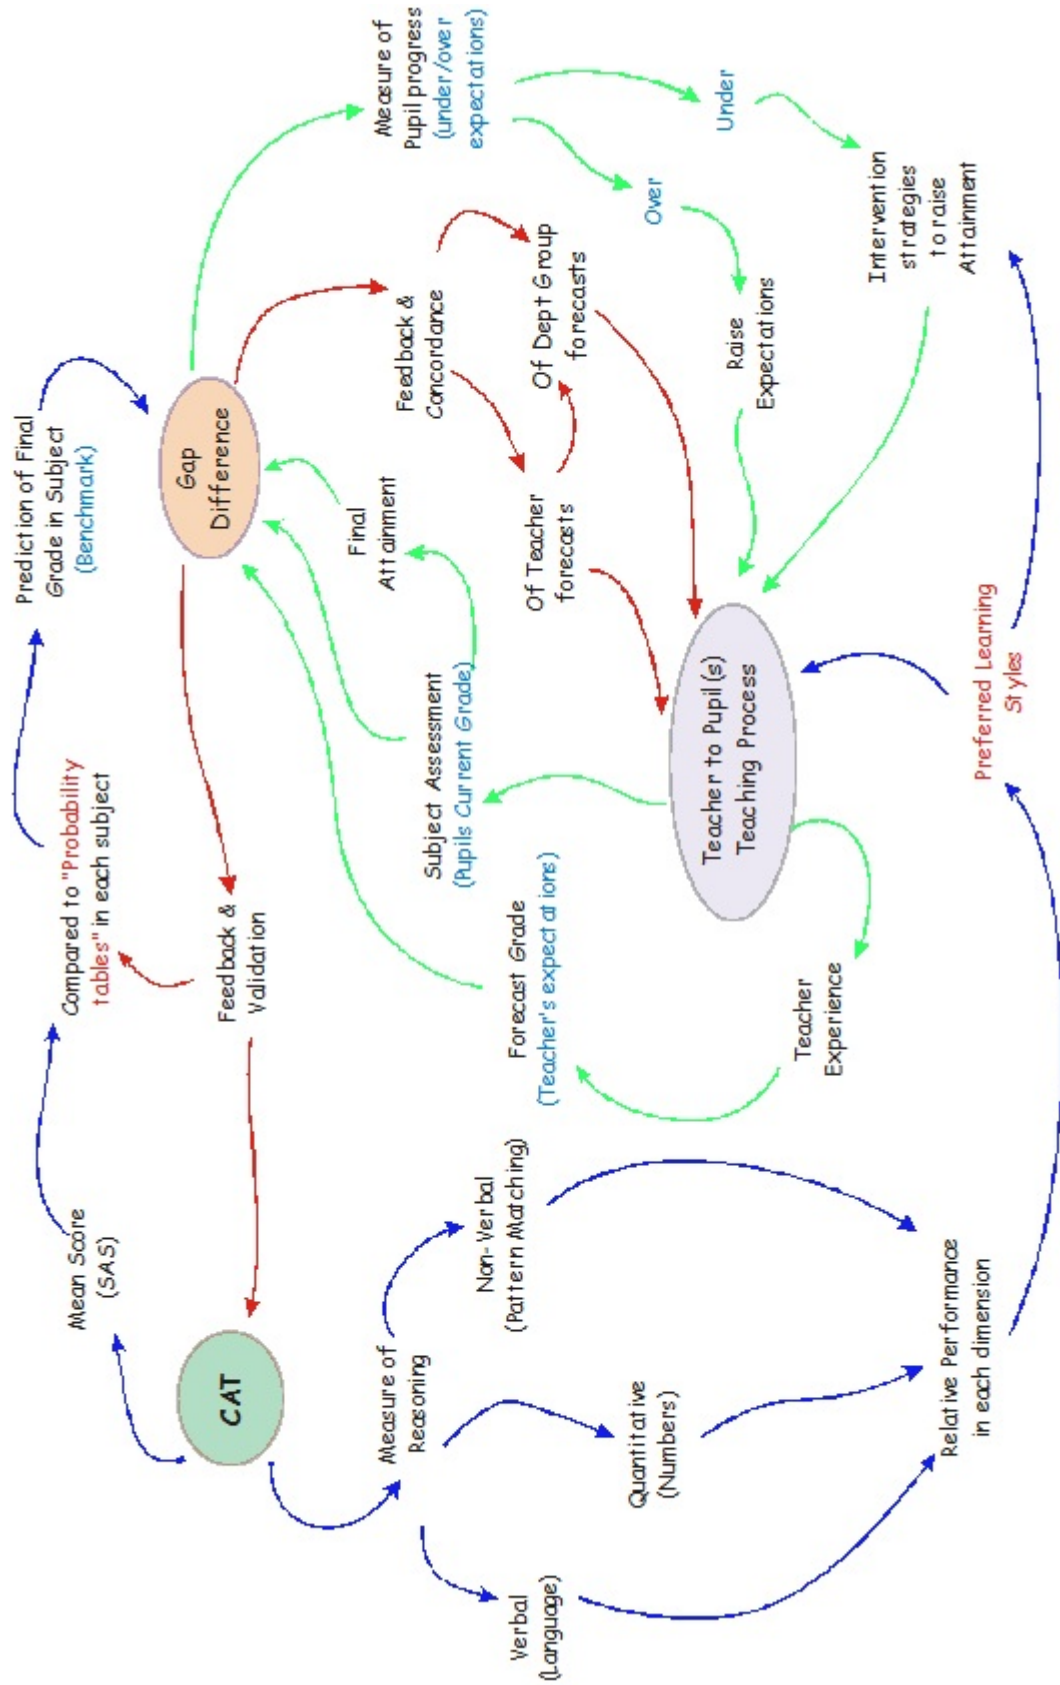 CAT
Mean Score
(SAS)
Compared to "Probability
tables" in each subject
Prediction of Final
Grade in Subject
(Benchmark)
Gap
Difference
Feedback &
Validation
Measure of
Reasoning
Verbal
(Language)
Quantitative
(Numbers)
Non-Verbal
(Pattern Matching)
Relative Performance
in each dimension
Preferred Learning
Styles
Teacher to Pupil(s)
Teaching Process
Teacher
Experience
Forecast Grade
(Teacher's expectations)
Subject Assessment
(Pupils Current Grade)
Final
Attainment
Feedback &
Concordance
Of Teacher
forecasts
Of Dept Group
forecasts
Measure of
Pupil progress
(under/over
expectations)
Over
Under
Raise
Expectations
Intervention
strategies
to raise
Attainment